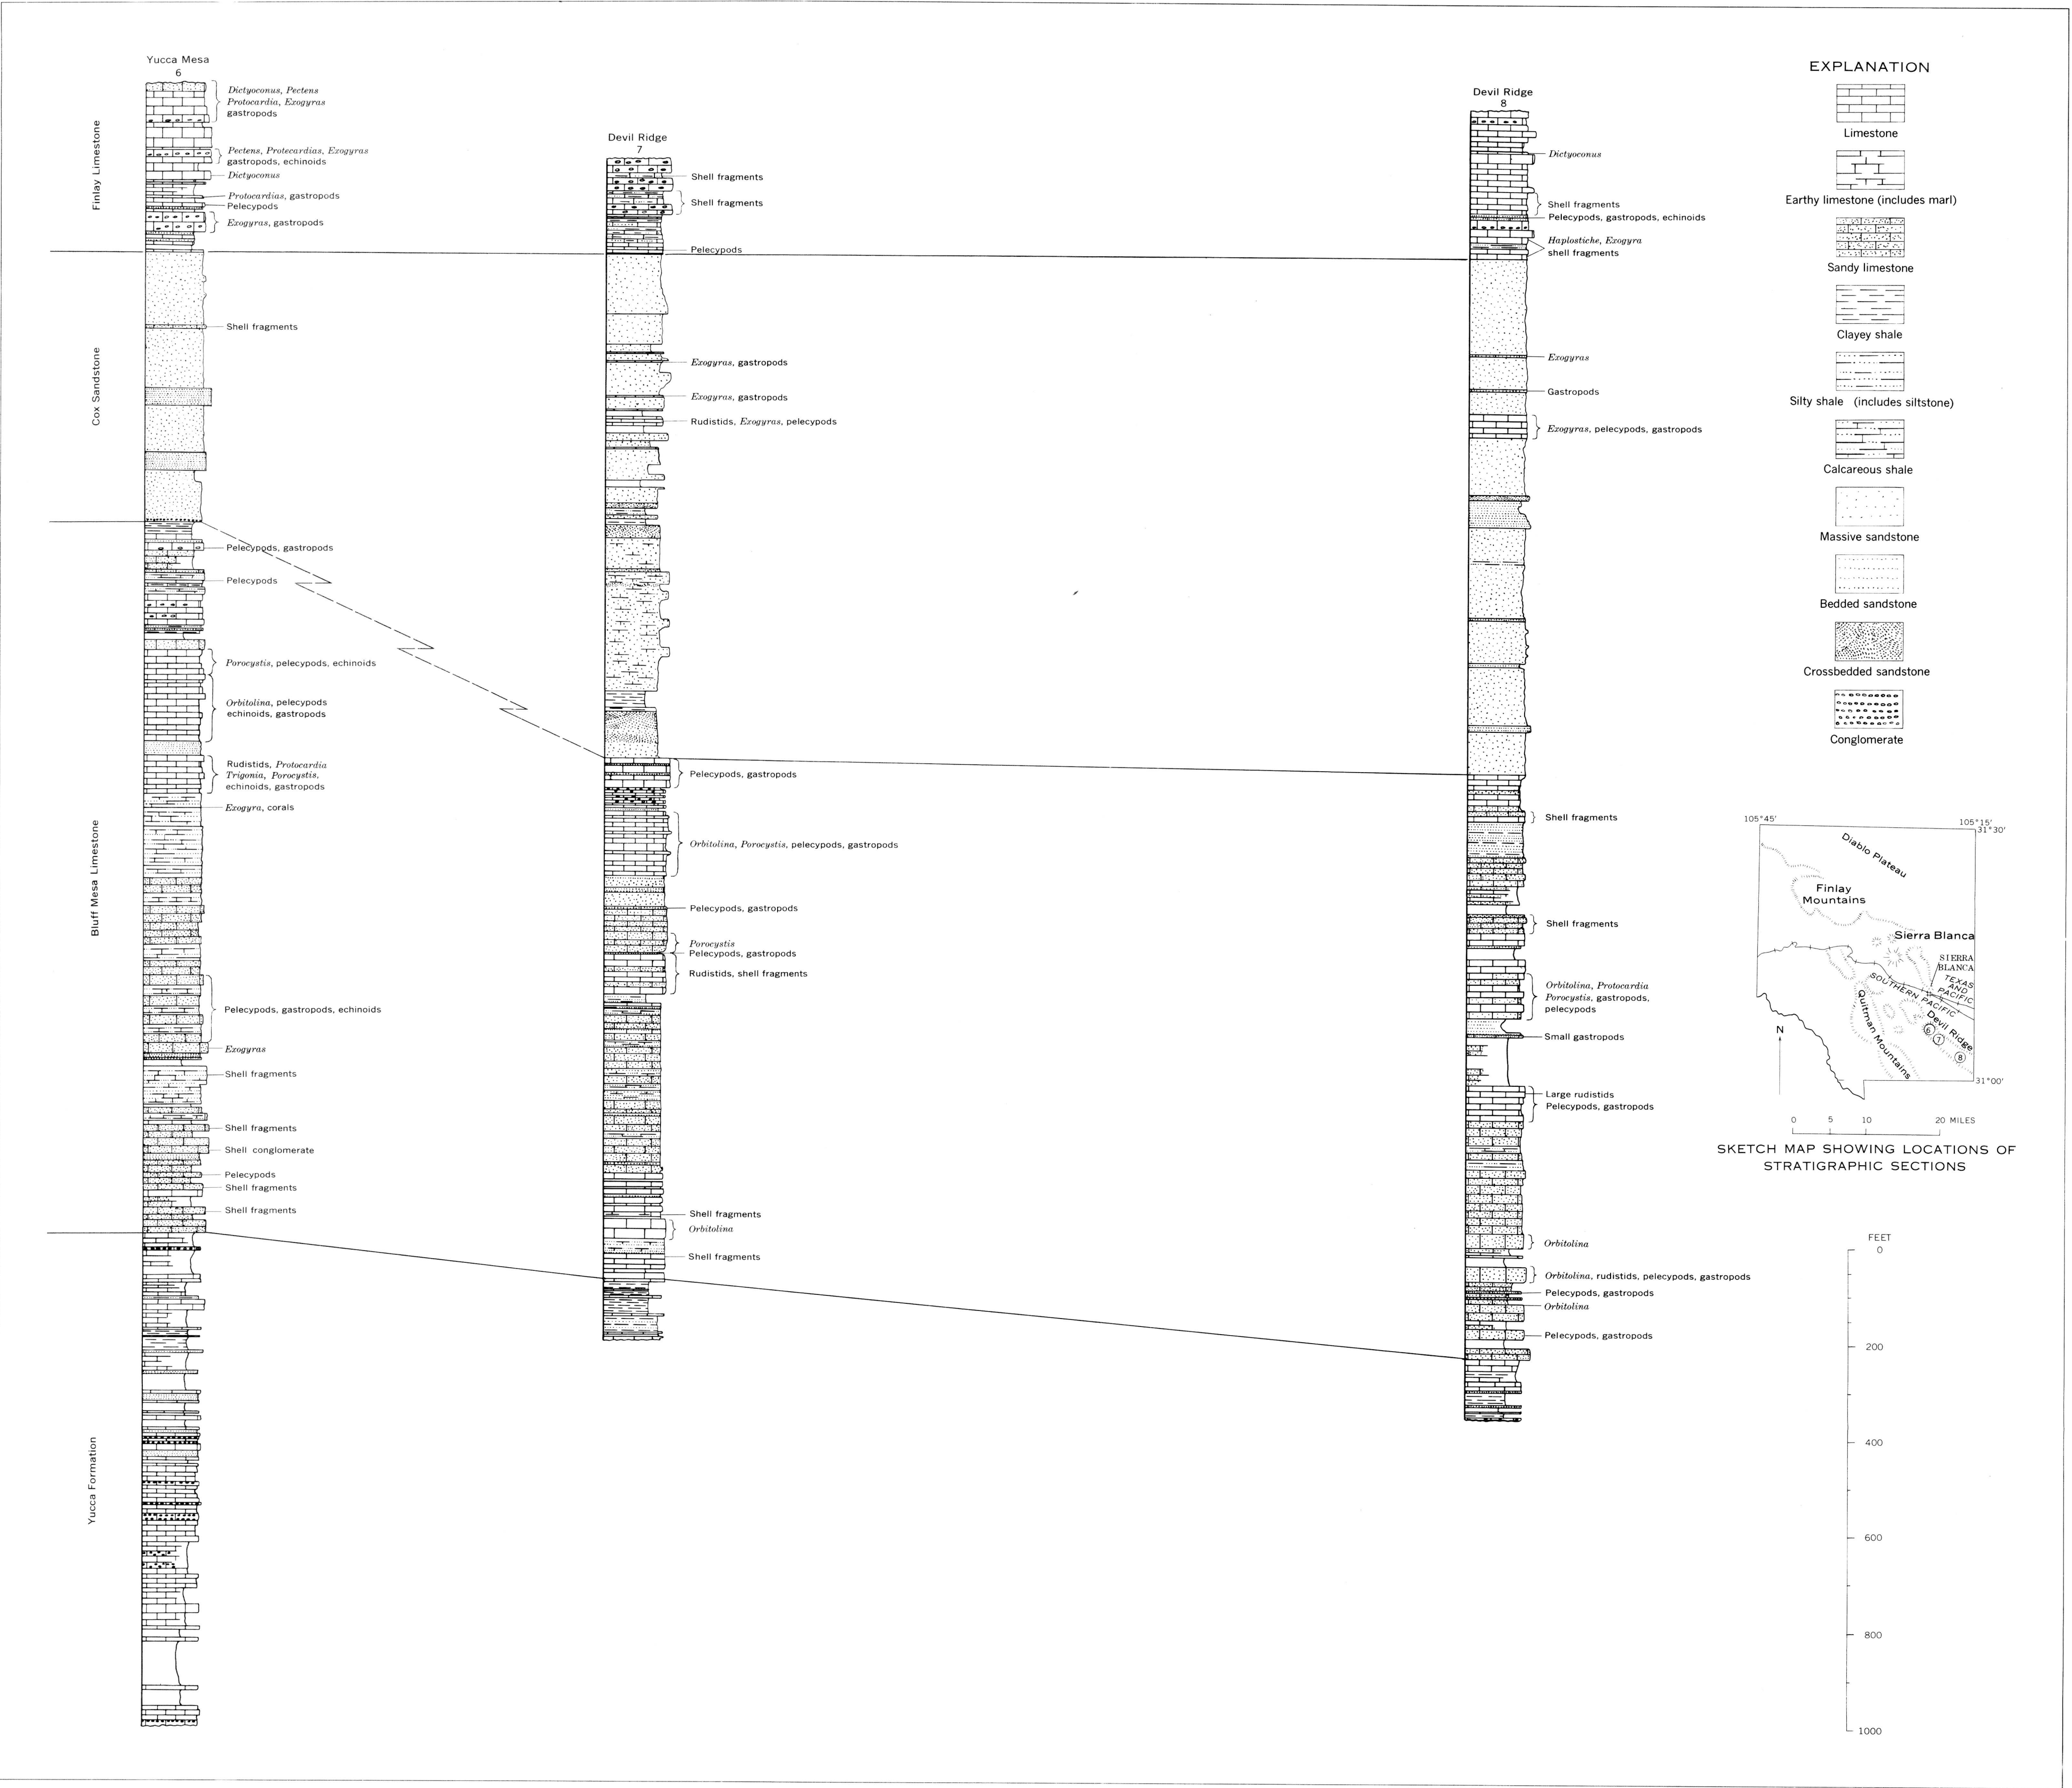 Yucca Mesa
6
Dictyoconus, Pectens
Protocardia, Exogyras
gastropods
Pectens, Protecardias, Exogyras
gastropods, echinoids
Dictyoconus
Protocardias, gastropods
Pelecypods
Exogyras, gastropods
Shell fragments
Pelecypods, gastropods
Pelecypods
Porocystis, pelecypods, echinoids
Orbitolina, pelecypods
echinoids, gastropods
Rudistids, Protocardia
Trigonia, Porocystis,
echinoids, gastropods
Exogyra, corals
Pelecypods, gastropods, echinoids
Exogyras
Shell fragments
Shell fragments
Shell conglomerate
Pelecypods
Shell fragments
Shell fragments
Finlay Limestone
Cox Sandstone
Bluff Mesa Limestone
Yucca Formation
Devil Ridge
7
Shell fragments
Shell fragments
Pelecypods
Exogyras, gastropods
Exogyras, gastropods
Rudistids, Exogyras, pelecypods
Pelecypods, gastropods
Orbitolina, Porocystis, pelecypods, gastropods
Pelecypods, gastropods
Porocystis
Pelecypods, gastropods
Rudistids, shell fragments
Shell fragments
Orbitolina
Shell fragments
Devil Ridge
8
Dictyoconus
Shell fragments
Pelecypods, gastropods, echinoids
Haplostiche, Exogyra
shell fragments
Exogyras
Gastropods
Exogyras, pelecypods, gastropods
Shell fragments
Shell fragments
Orbitolina, Protocardia
Porocystis, gastropods,
pelecypods
Small gastropods
Large rudistids
Pelecypods, gastropods
Orbitolina
Orbitolina, rudistids, pelecypods, gastropods
Pelecypods, gastropods
Orbitolina
Pelecypods, gastropods
EXPLANATION
Limestone
Earthy limestone (includes marl)
Sandy limestone
Clayey shale
Silty shale (includes siltstone)
Calcareous shale
Massive sandstone
Bedded sandstone
Crossbedded sandstone
Conglomerate
105°45'
105°15'
31°30'
Diablo Plateau
Finlay
Mountains
Sierra Blanca
SIERRA
BLANCA
TEXAS
AND
PACIFIC
SOUTHERN PACIFIC
Quitman Mountains
Devil Ridge
6
7
8
N
31°00'
0 5 10 20 MILES
SKETCH MAP SHOWING LOCATIONS OF
STRATIGRAPHIC SECTIONS
FEET
0
200
400
600
800
1000